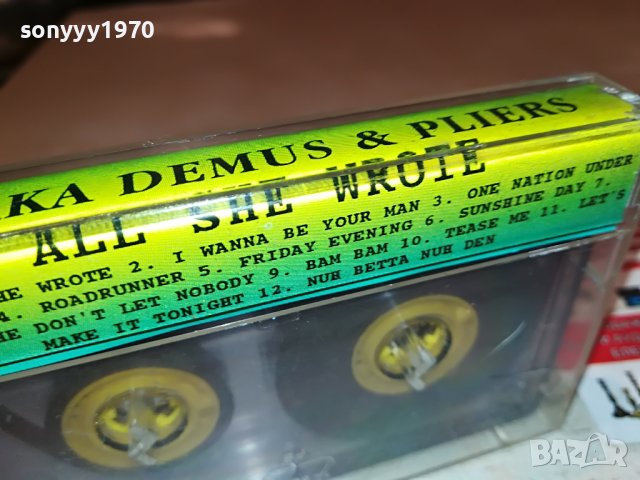 sonyyy1970
AKA DEMUS & PLIERS
ALL SHE WROTE
HE WROTE 2. I WANNA BE YOUR MAN 3. ONE NATION UNDER
4. ROADRUNNER 5. FRIDAY EVENING 6. SUNSHINE DAY 7.
HE DON'T LET NOBODY 9. BAM BAM 10. TEASE ME 11. LET'S
MAKE IT TONIGHT 12. NUH BETTA NUH DEN
BAZAR